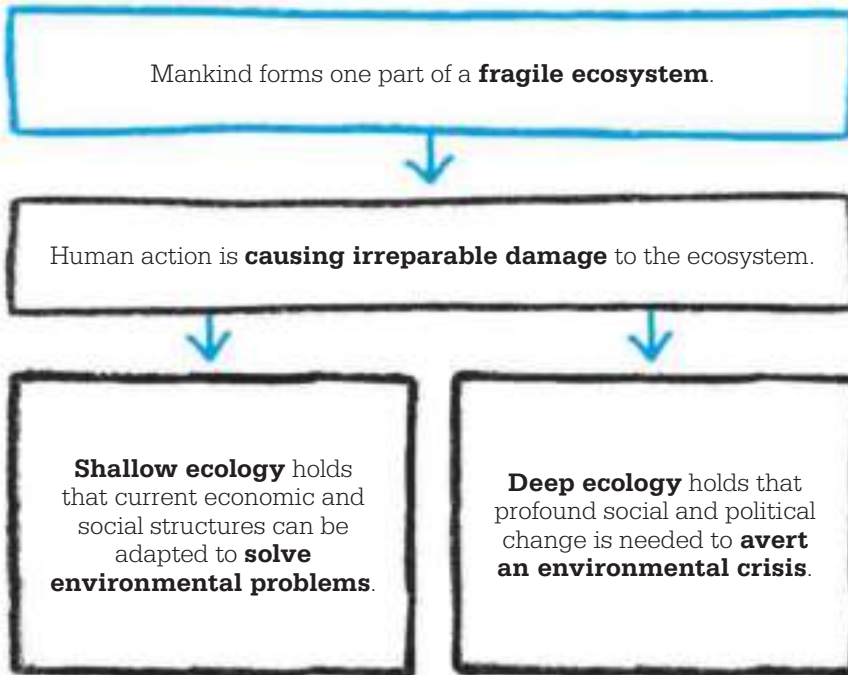 Mankind forms one part of a fragile ecosystem.
Human action is causing irreparable damage to the ecosystem.
Shallow ecology holds
that current economic and
social structures can be
adapted to solve
environmental problems.
Deep ecology holds that
profound social and political
change is needed to avert
an environmental crisis.